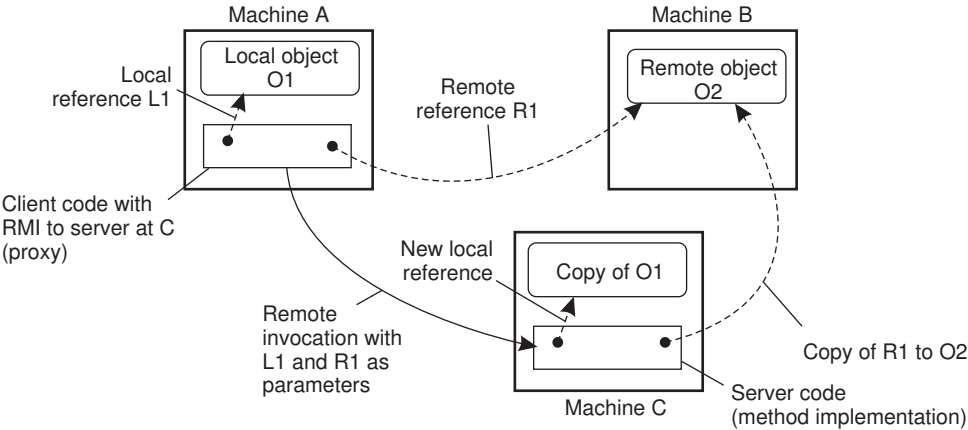 Machine A
Machine B
Local object
O1
Local
reference L1
Remote
reference R1
Remote object
O2
Client code with
RMI to server at C
(proxy)
New local
reference
Copy of O1
Remote
invocation with
L1 and R1 as
parameters
Copy of R1 to O2
Machine C
Server code
(method implementation)